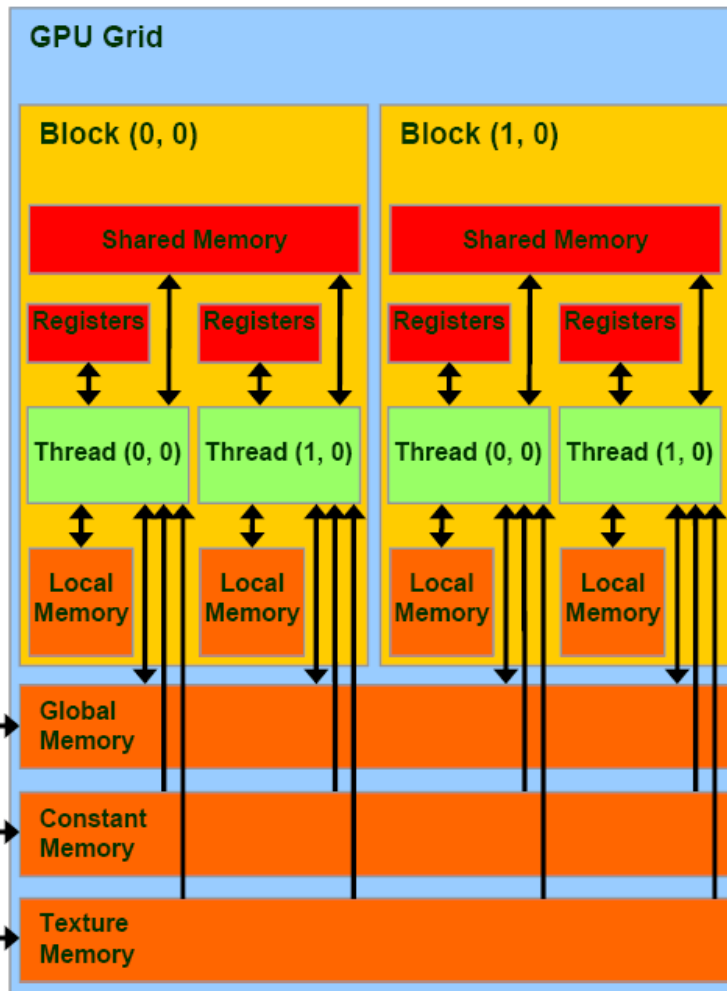 GPU Grid
Block (0, 0)
Block (1, 0)
Shared Memory
Shared Memory
Registers
Registers
Registers
Registers
Thread (0, 0)
Thread (1, 0)
Thread (0, 0)
Thread (1, 0)
Local
Memory
Local
Memory
Local
Memory
Local
Memory
Global
Memory
Constant
Memory
Texture
Memory